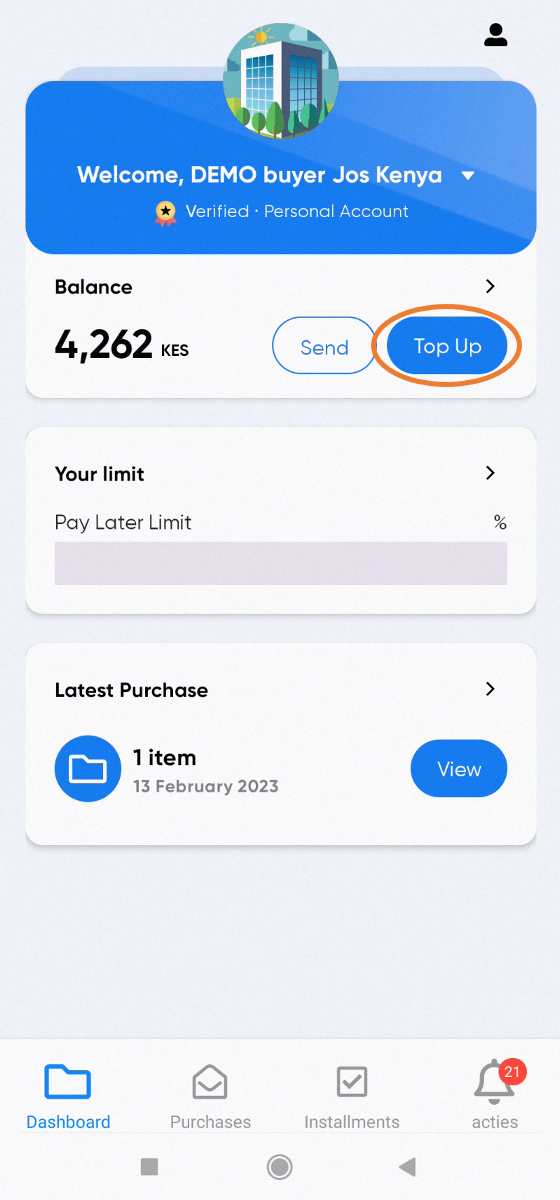 Welcome, DEMO buyer Jos Kenya
Verified · Personal Account
Balance
4,262 KES
Send
Top Up
Your limit
Pay Later Limit %
Latest Purchase
1 item
13 February 2023
View
21
Dashboard
Purchases
Installments
acties